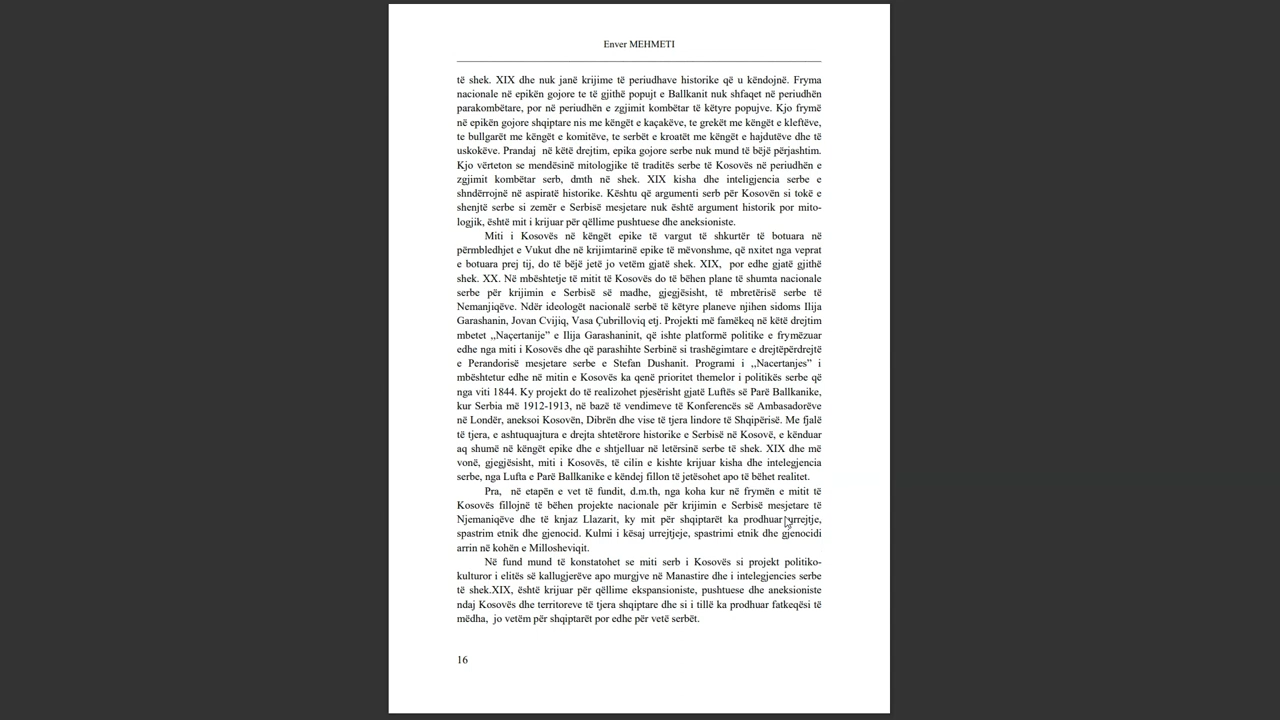 Enver MEHMETI
të shek. XIX dhe nuk janë krijime të periudhave historike që u këndojnë. Fryma
nacionale në epikën gojore te të gjithë popujt e Ballkanit nuk shfaqet në periudhën
parakombëtare, por në periudhën e zgjimit kombëtar të këtyre popujve. Kjo frymë
në epikën gojore shqiptare nis me këngët e kaçakëve, te grekët me këngët e kleftëve,
te bullgarët me këngët e komitëve, te serbët e kroatët me këngët e hajdutëve dhe të
uskokëve. Prandaj  në këtë drejtim, epika gojore serbe nuk mund të bëjë përjashtim.
Kjo vërteton se mendësinë mitologjike të traditës serbe të Kosovës në periudhën e
zgjimit kombëtar serb, dmth në shek. XIX kisha dhe inteligjencia serbe e
shndërrojnë në aspiratë historike. Kështu që argumenti serb për Kosovën si tokë e
shenjtë serbe si zemër e Serbisë mesjetare nuk është argument historik por mito-
logjik, është mit i krijuar për qëllime pushtuese dhe aneksioniste.
Miti i Kosovës në këngët epike të vargut të shkurtër të botuara në
përmbledhjet e Vukut dhe në krijimtarinë epike të mëvonshme, që nxitet nga veprat
e botuara prej tij, do të bëjë jetë jo vetëm gjatë shek. XIX,  por edhe gjatë gjithë
shek. XX. Në mbështetje të mitit të Kosovës do të bëhen plane të shumta nacionale
serbe për krijimin e Serbisë së madhe, gjegjësisht, të mbretërisë serbe të
Nemanjiqëve. Ndër ideologët nacionalë serbë të këtyre planeve njihen sidoms Ilija
Garashanin, Jovan Cvijiq, Vasa Çubrilloviq etj. Projekti më famëkeq në këtë drejtim
mbetet ,,Naçertanije” e Ilija Garashaninit, që ishte platformë politike e frymëzuar
edhe nga miti i Kosovës dhe që parashihte Serbinë si trashëgimtare e drejtëpërdrejtë
e Perandorisë mesjetare serbe e Stefan Dushanit. Programi i ,,Nacertanjes” i
mbështetur edhe në mitin e Kosovës ka qenë prioritet themelor i politikës serbe që
nga viti 1844. Ky projekt do të realizohet pjesërisht gjatë Luftës së Parë Ballkanike,
kur Serbia më 1912-1913, në bazë të vendimeve të Konferencës së Ambasadorëve
në Londër, aneksoi Kosovën, Dibrën dhe vise të tjera lindore të Shqipërisë. Me fjalë
të tjera, e ashtuquajtura e drejta shtetërore historike e Serbisë në Kosovë, e kënduar
aq shumë në këngët epike dhe e shtjelluar në letërsinë serbe të shek. XIX dhe më
vonë, gjegjësisht, miti i Kosovës, të cilin e kishte krijuar kisha dhe intelegjencia
serbe, nga Lufta e Parë Ballkanike e këndej fillon të jetësohet apo të bëhet realitet.
Pra,  në etapën e vet të fundit, d.m.th, nga koha kur në frymën e mitit të
Kosovës fillojnë të bëhen projekte nacionale për krijimin e Serbisë mesjetare të
Njemaniqëve dhe të knjaz Llazarit, ky mit për shqiptarët ka prodhuar urrejtje,
spastrim etnik dhe gjenocid. Kulmi i kësaj urrejtjeje, spastrimi etnik dhe gjenocidi
arrin në kohën e Millosheviqit.
Në fund mund të konstatohet se miti serb i Kosovës si projekt politiko-
kulturor i elitës së kallugjerëve apo murgjve në Manastire dhe i intelegjencies serbe
të shek.XIX, është krijuar për qëllime ekspansioniste, pushtuese dhe aneksioniste
ndaj Kosovës dhe territoreve të tjera shqiptare dhe si i tillë ka prodhuar fatkeqësi të
mëdha,  jo vetëm për shqiptarët por edhe për vetë serbët.
16